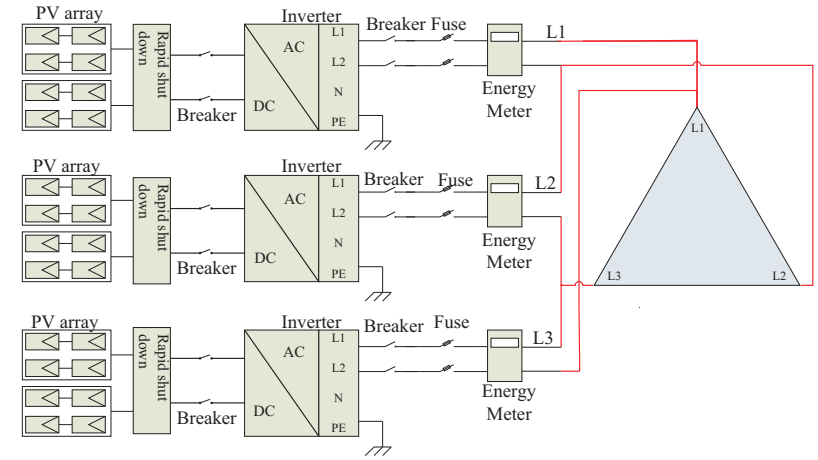 PV array
Rapid shut
down
Breaker
Inverter
AC
DC
L1
L2
N
PE
Breaker Fuse
Energy
Meter
L1
PV array
Rapid shut
down
Breaker
Inverter
AC
DC
L1
L2
N
PE
Breaker
Fuse
Energy
Meter
L2
PV array
Rapid shut
down
Breaker
Inverter
AC
DC
L1
L2
N
PE
Breaker
Fuse
Energy
Meter
L3
L1
L3
L2